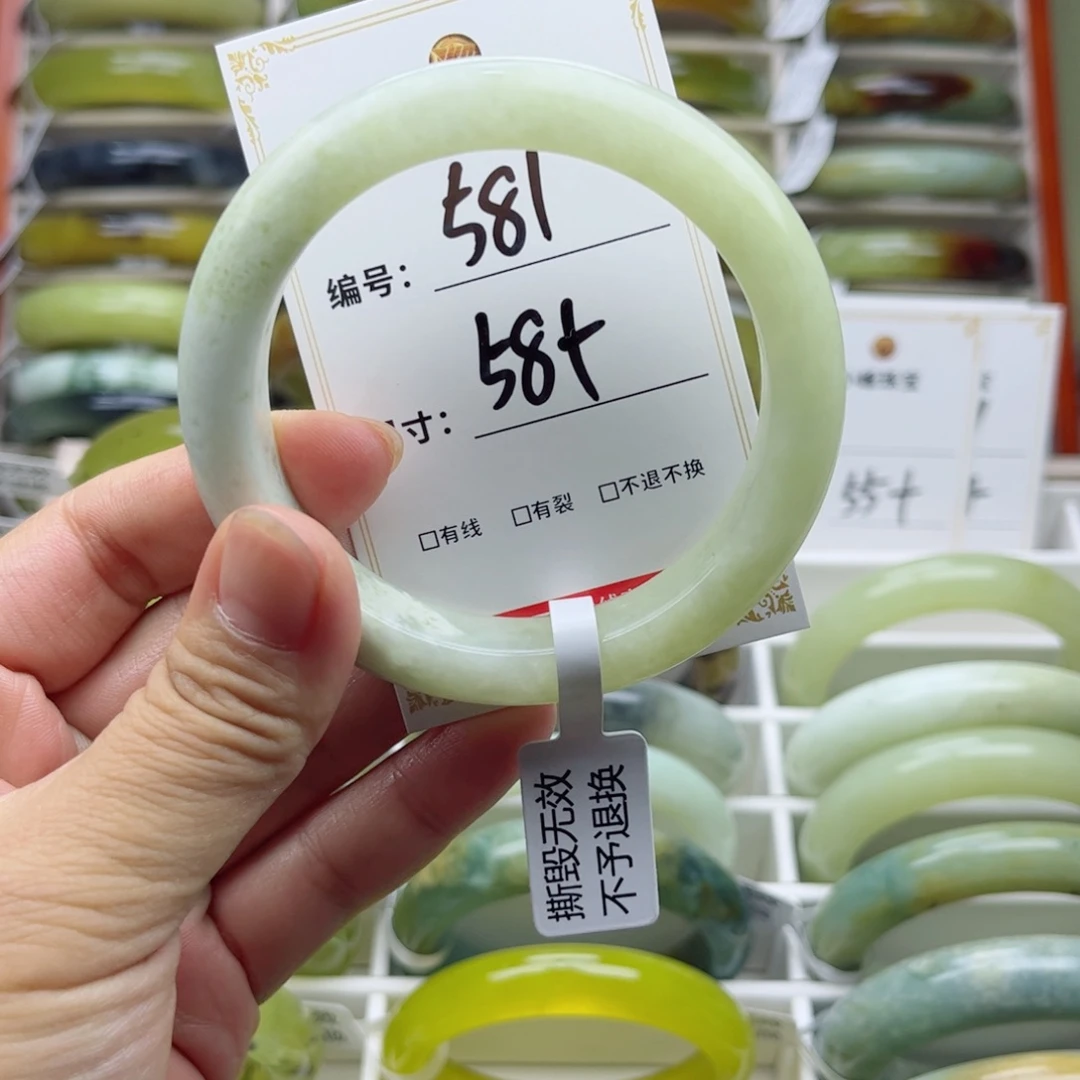 编号: 581
寸: 58+
□有线 □有裂 □不退不换
撕毁无效
不予退换
55+